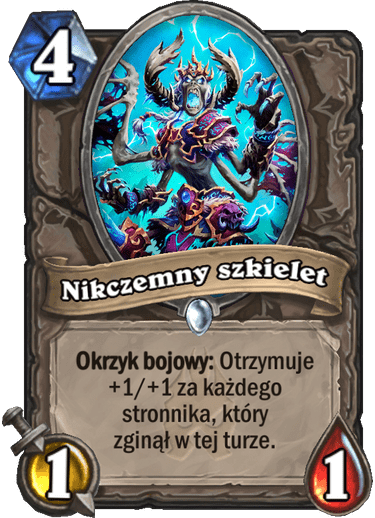 4
Nikczemny szkielet
Okrzyk bojowy: Otrzymuje
+1/+1 za każdego
stronnika, który
zginął w tej turze.
1
1